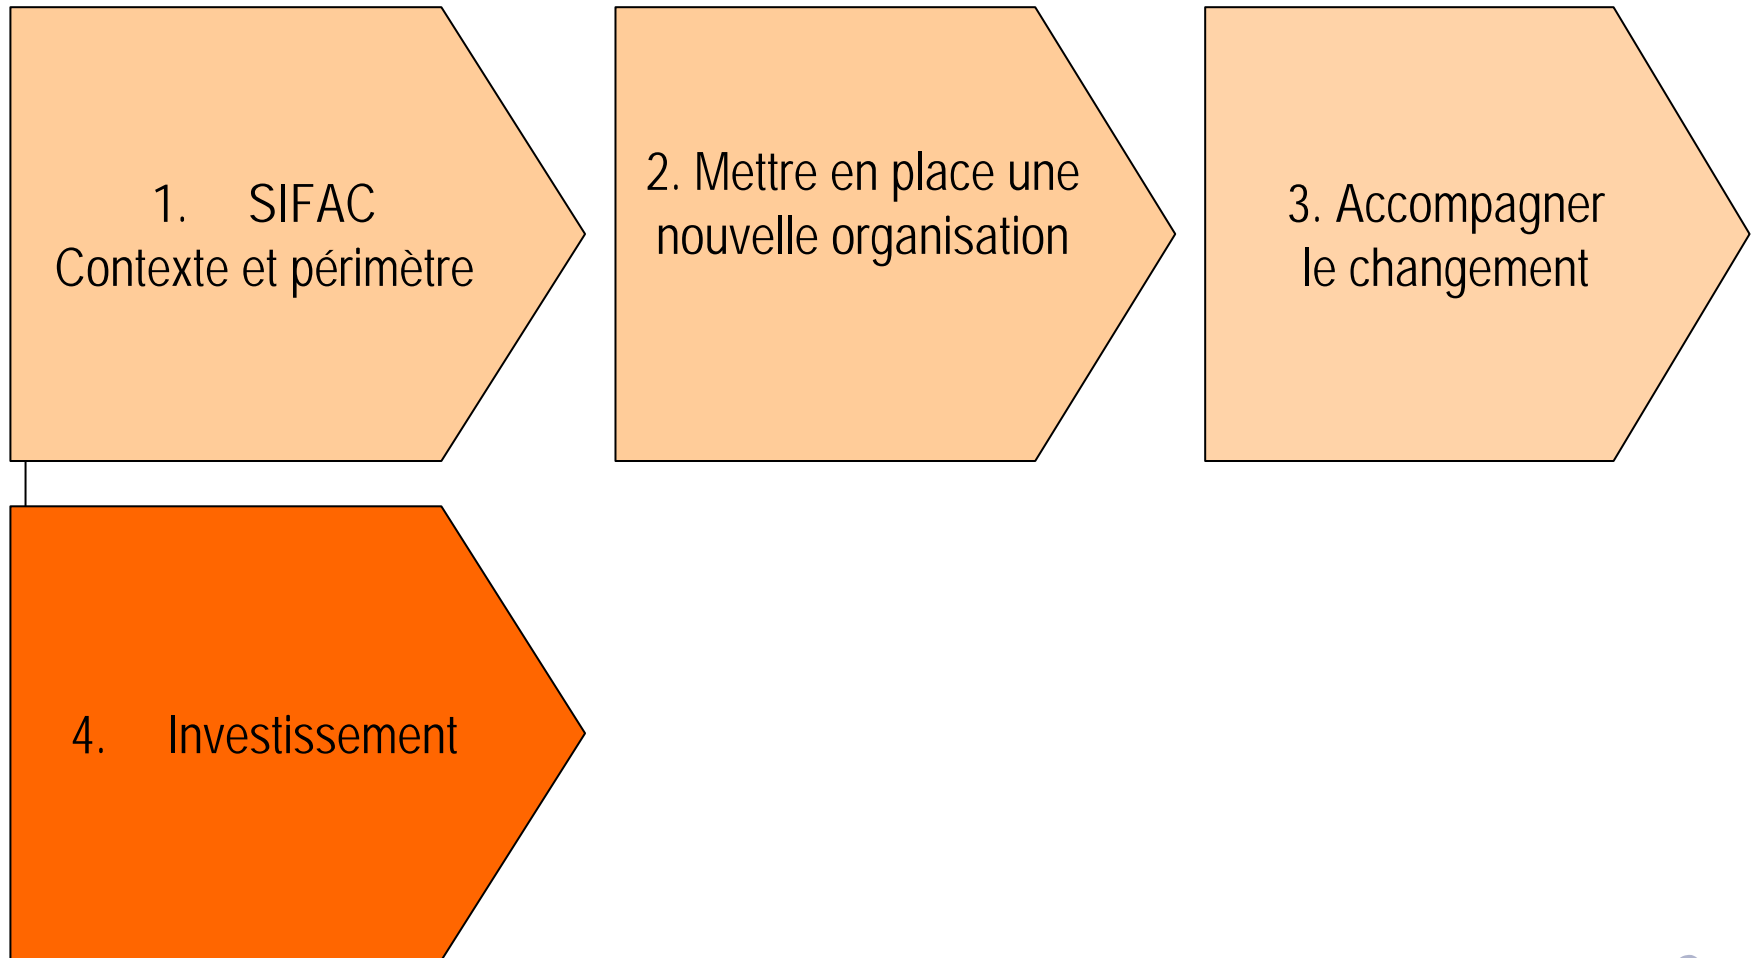 1. SIFAC
Contexte et périmètre
2. Mettre en place une
nouvelle organisation
3. Accompagner
le changement
4. Investissement